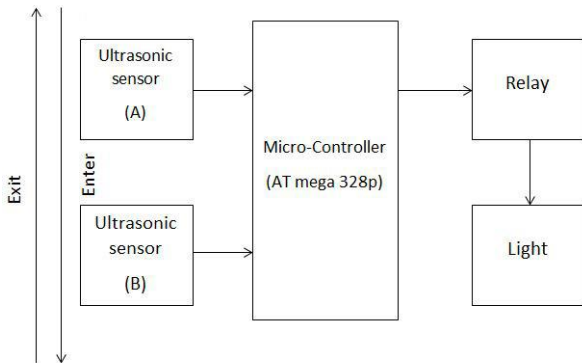 Exit
Enter
Ultrasonic
sensor
(A)
Ultrasonic
sensor
(B)
Micro-Controller
(AT mega 328p)
Relay
Light